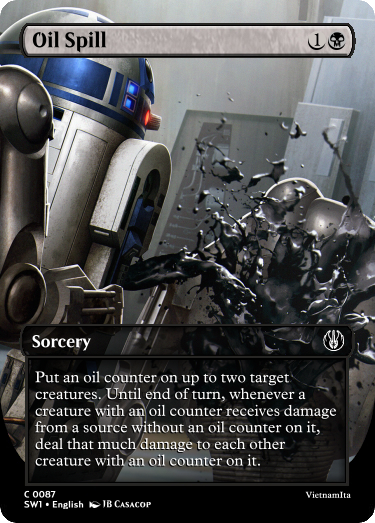 Oil Spill 1
Sorcery
Put an oil counter on up to two target
creatures. Until end of turn, whenever a
creature with an oil counter receives damage
from a source without an oil counter on it,
deal that much damage to each other
creature with an oil counter on it.
C 0087 VietnamIta
SW1 • English JB Casacop